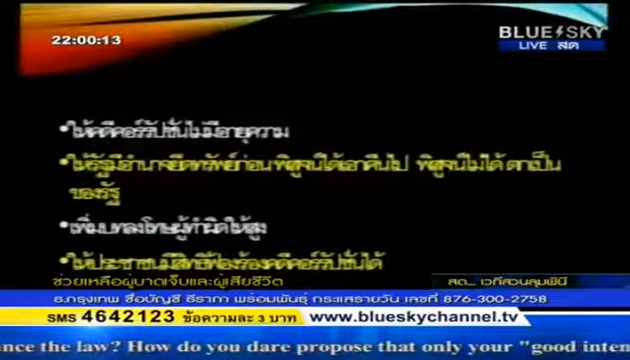 22:00:13
BLUE SKY
LIVE สด
•ให้คดีคอร์รัปชั่นไม่มีอายุความ
•ให้รัฐมีอำนาจยึดทรัพย์ก่อน พิสูจน์ได้เอาคืนไป พิสูจน์ไม่ได้ ตกเป็น
ของรัฐ
•เพิ่มบทลงโทษผู้ทำผิดให้สูง
•ให้ประชาชนมีสิทธิฟ้องร้องคดีคอร์รัปชั่นได้
ช่วยเหลือผู้บาดเจ็บและผู้เสียชีวิต
สด... เวทีสวนลุมพินี
ธ.กรุงเทพ ชื่อบัญชี ธีราภา พร้อมพันธุ์ กระแสรายวัน เลขที่ 876-300-2758
SMS 4642123 ข้อความละ 3 บาท www.blueskychannel.tv
nce the law? How do you dare propose that only your "good inten